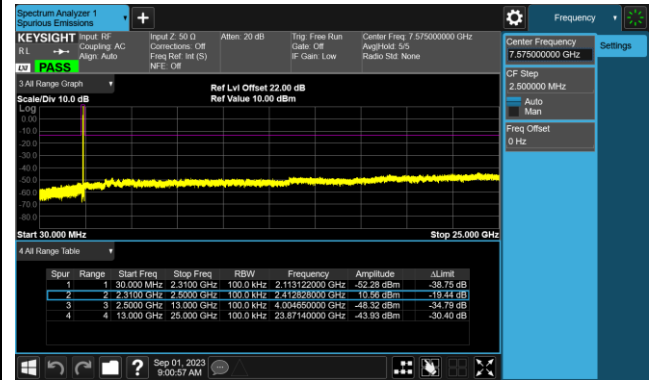 Spectrum Analyzer 1
Spurious Emissions
Frequency
KEYSIGHT Input: RF Input Z: 50 Ω Atten: 20 dB Trig: Free Run Center Freq: 7.575000000 GHz
RL Coupling: AC Corrections: Off Gate: Off Avg|Hold: 5/5
Align: Auto Freq Ref: Int (S) IF Gain: Low Radio Std: None
LXI PASS NFE: Off
Center Frequency
7.575000000 GHz
Settings
CF Step
2.500000 MHz
Auto
Man
Freq Offset
0 Hz
3 All Range Graph
Ref Lvl Offset 22.00 dB
Scale/Div 10.0 dB Ref Value 10.00 dBm
Log
0.00
-10.0
-20.0
-30.0
-40.0
-50.0
-60.0
-70.0
-80.0
Start 30.000 MHz Stop 25.000 GHz
4 All Range Table
Spur Range Start Freq Stop Freq RBW Frequency Amplitude ΔLimit
1 1 30.000 MHz 2.3100 GHz 100.0 kHz 2.113122000 GHz -52.28 dBm -38.75 dB
2 2 2.3100 GHz 2.5000 GHz 100.0 kHz 2.412828000 GHz 10.56 dBm -19.44 dB
3 3 2.5000 GHz 13.000 GHz 100.0 kHz 4.004650000 GHz -48.32 dBm -34.79 dB
4 4 13.000 GHz 25.000 GHz 100.0 kHz 23.87140000 GHz -43.93 dBm -30.40 dB
Sep 01, 2023
9:00:57 AM